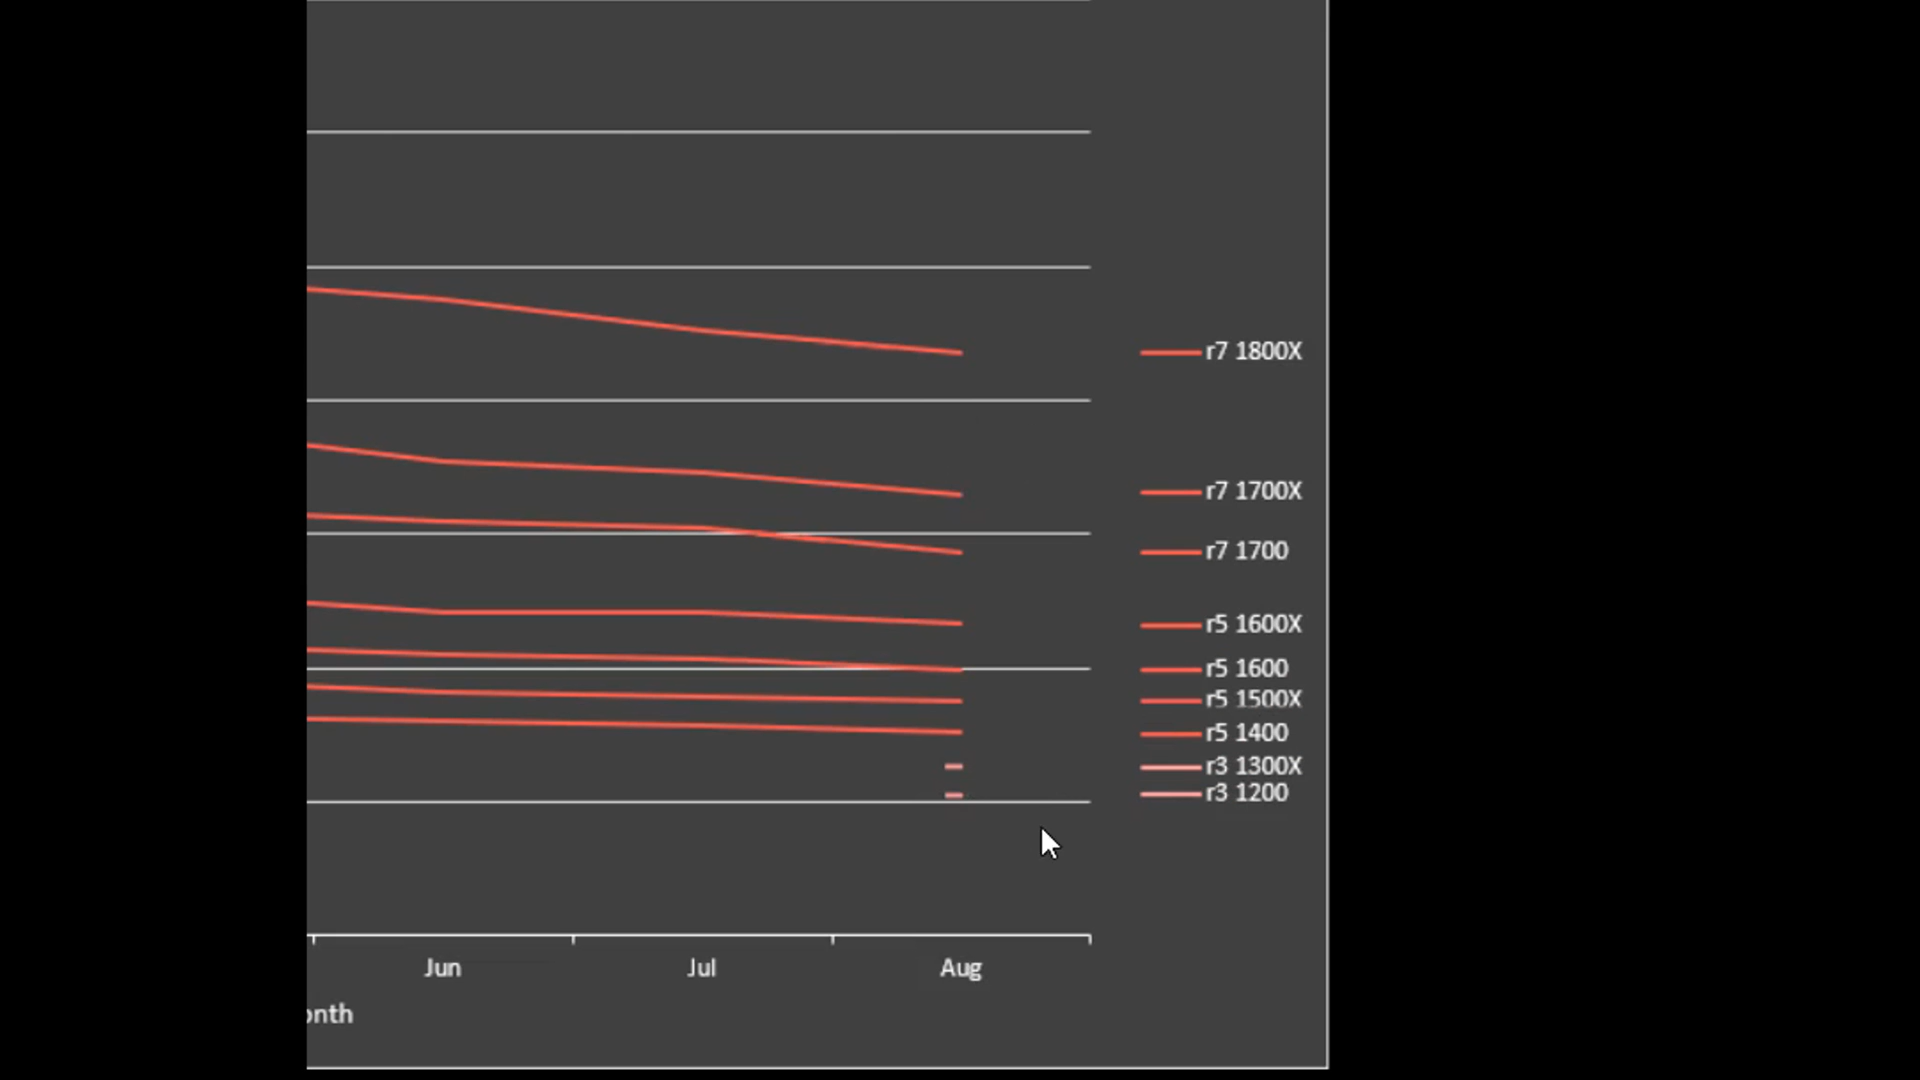 r7 1800X
r7 1700X
r7 1700
r5 1600X
r5 1600
r5 1500X
r5 1400
r3 1300X
r3 1200
Jun Jul Aug
onth